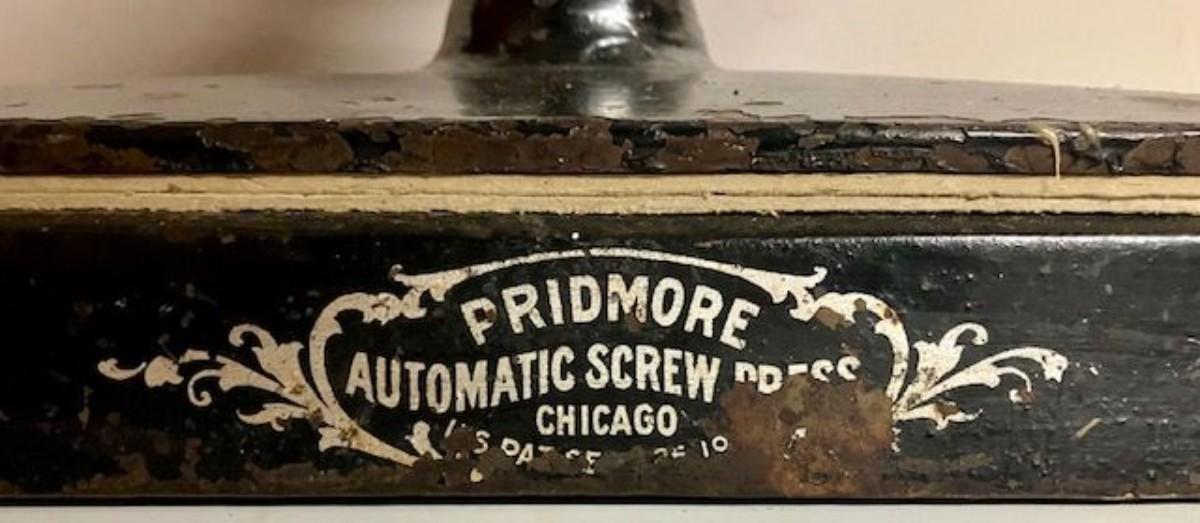 PRIDMORE
AUTOMATIC SCREW PRESS
CHICAGO